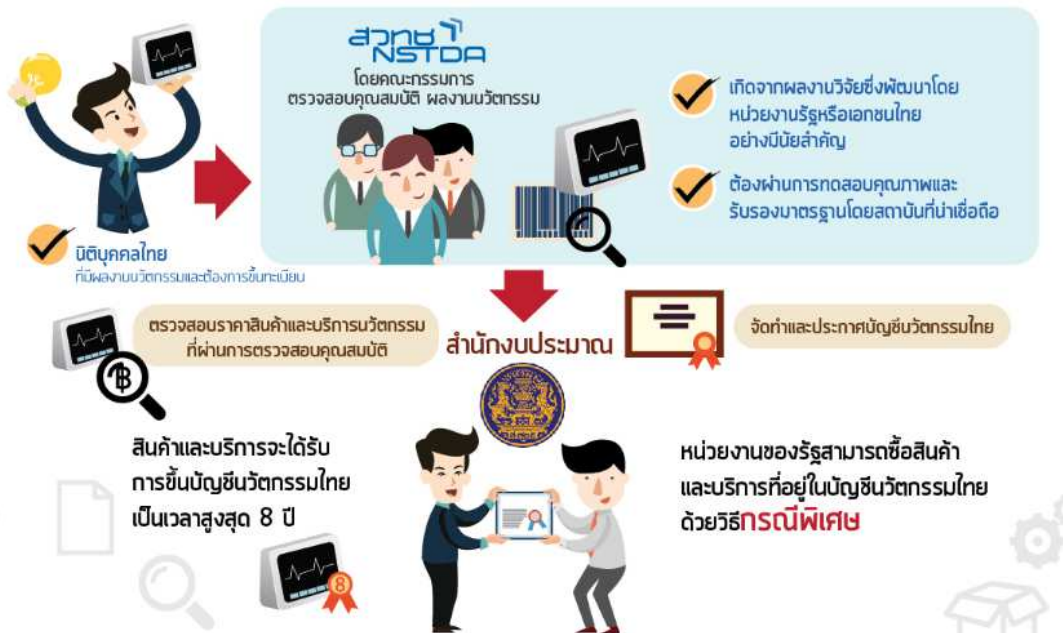 สวทช
NSTDA
โดยคณะกรรมการ
ตรวจสอบคุณสมบัติ ผลงานนวัตกรรม
เกิดจากผลงานวิจัยซึ่งพัฒนาโดย
หน่วยงานรัฐหรือเอกชนไทย
อย่างมีนัยสำคัญ
ต้องผ่านการทดสอบคุณภาพและ
รับรองมาตรฐานโดยสถาบันที่น่าเชื่อถือ
นิติบุคคลไทย
ที่มีผลงานนวัตกรรมและต้องการขึ้นทะเบียน
ตรวจสอบราคาสินค้าและบริการนวัตกรรม
ที่ผ่านการตรวจสอบคุณสมบัติ
฿
สำนักงบประมาณ
จัดทำและประกาศบัญชีนวัตกรรมไทย
สินค้าและบริการจะได้รับ
การขึ้นบัญชีนวัตกรรมไทย
เป็นเวลาสูงสุด 8 ปี
8
หน่วยงานของรัฐสามารถซื้อสินค้า
และบริการที่อยู่ในบัญชีนวัตกรรมไทย
ด้วยวิธีกรณีพิเศษ